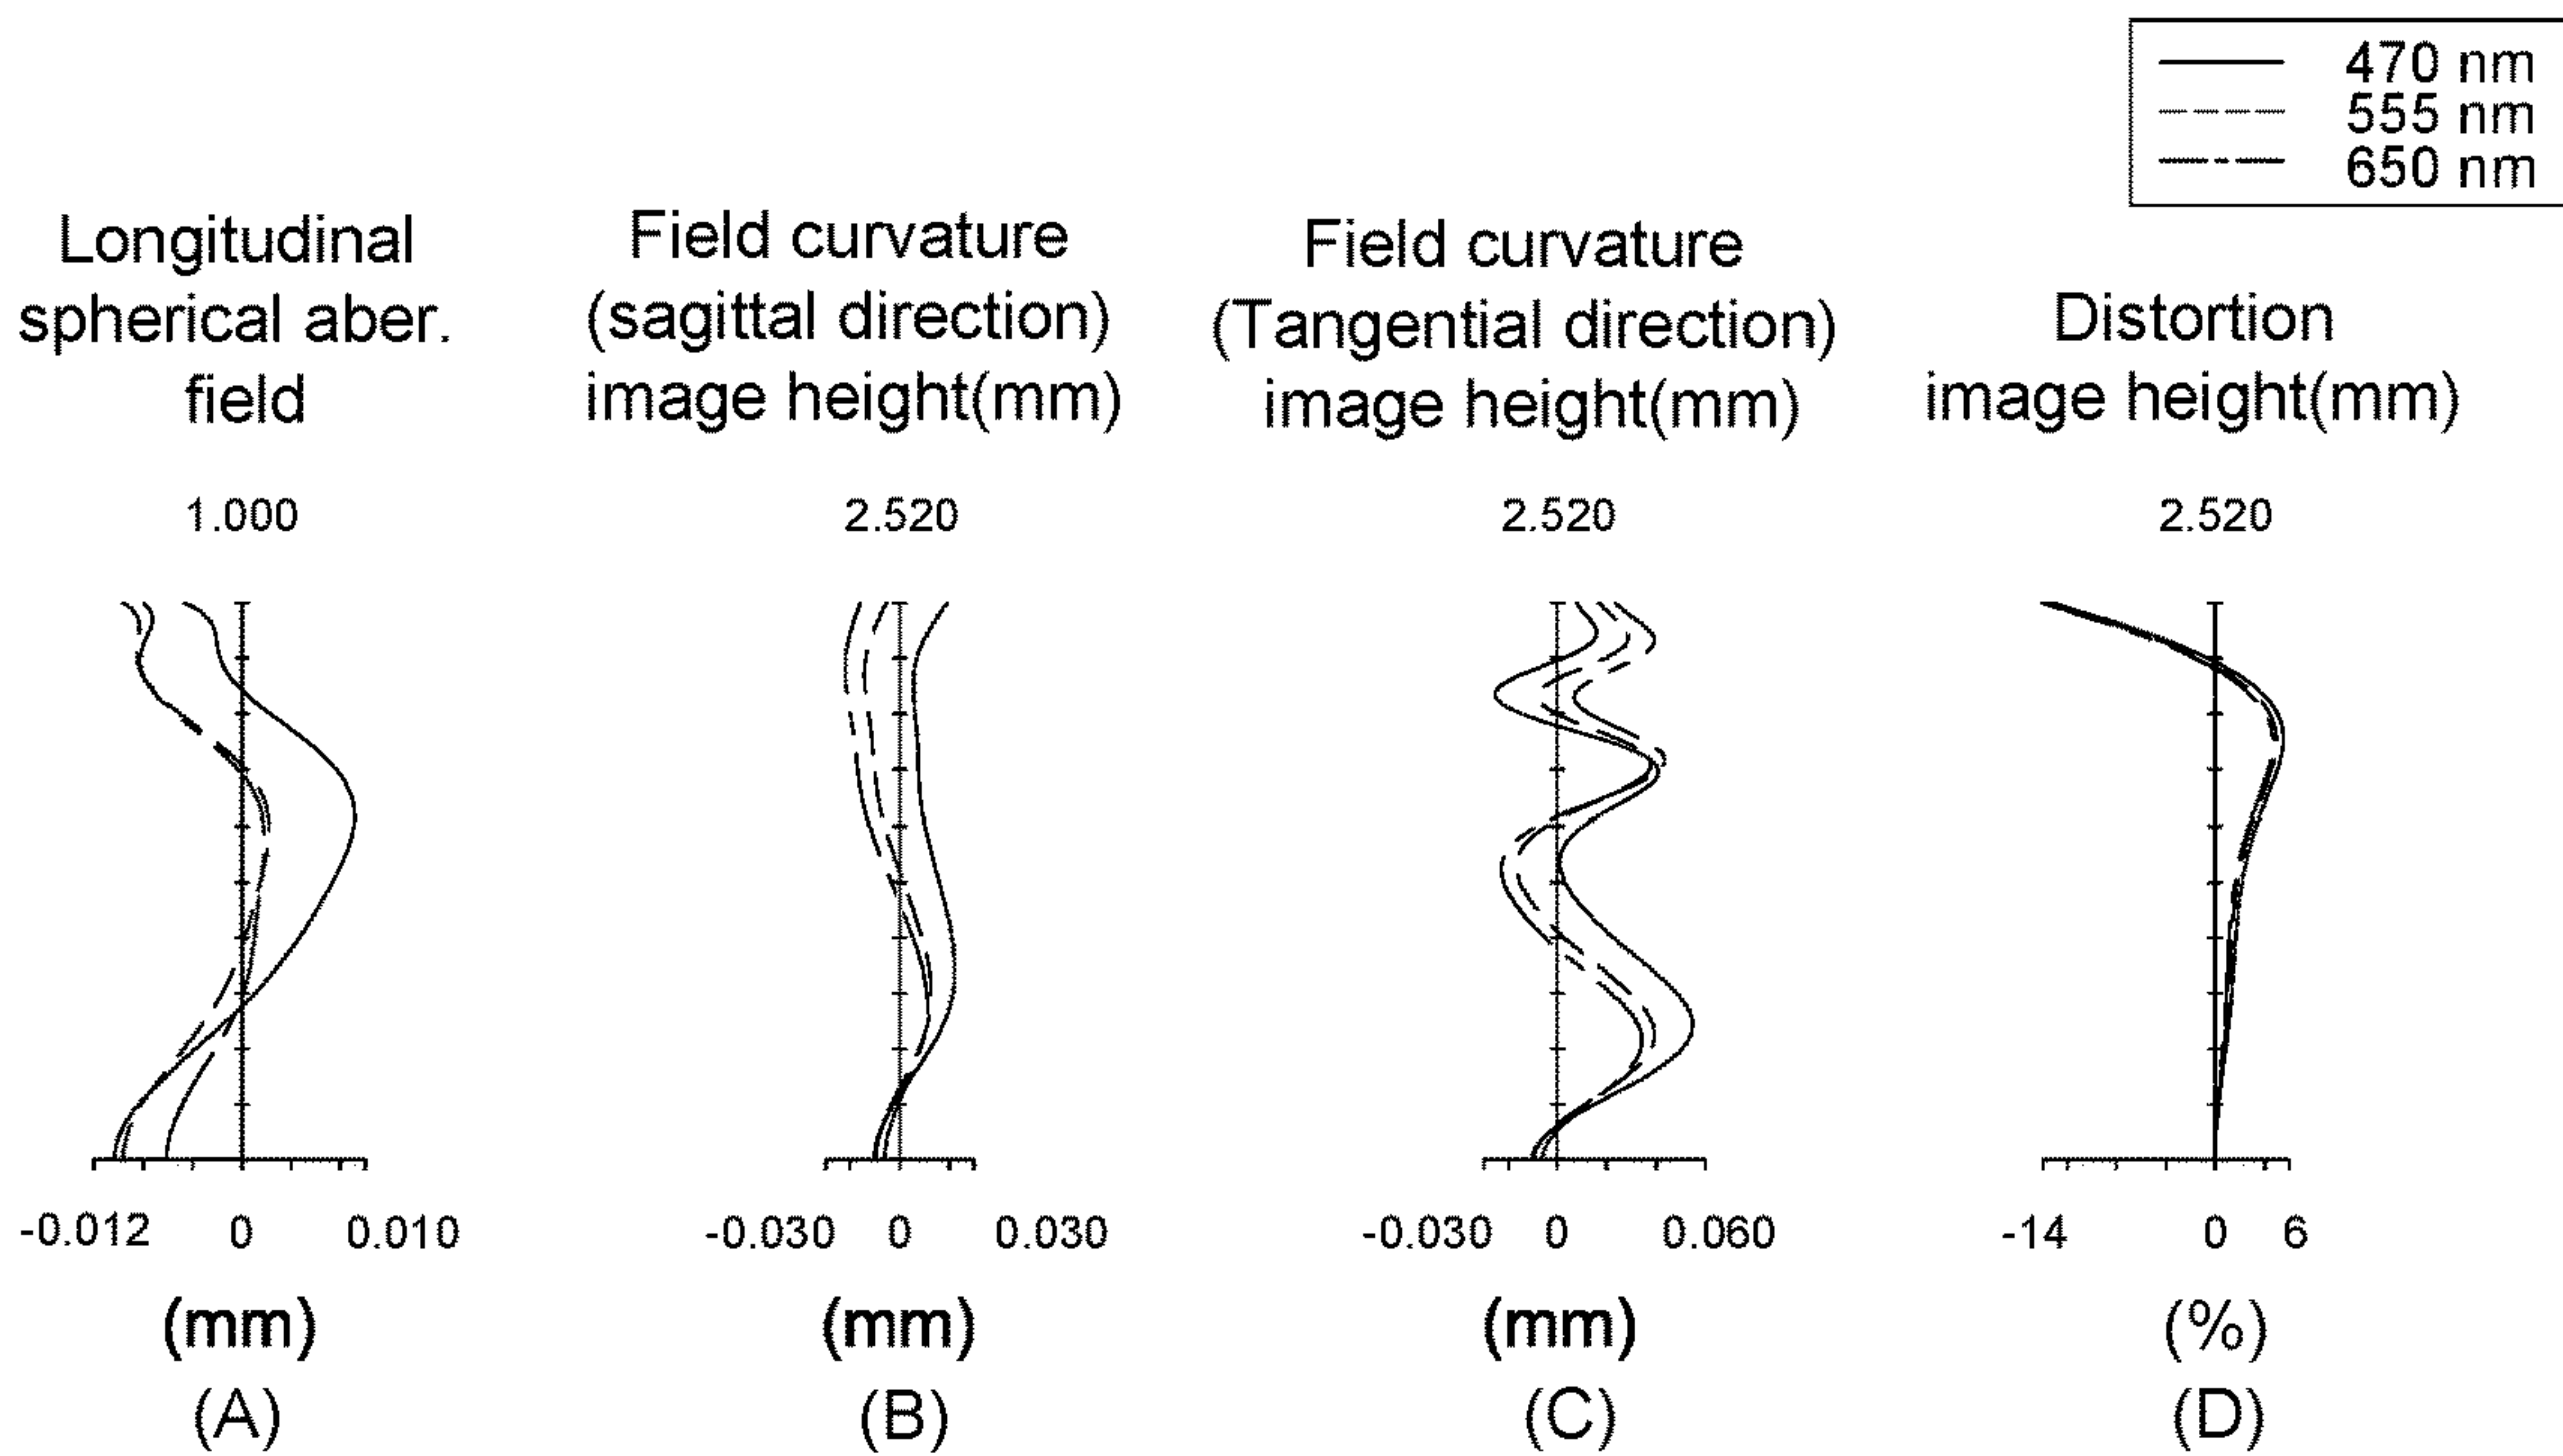 470 nm
555 nm
650 nm
Longitudinal
spherical aber.
field
Field curvature
(sagittal direction)
image height(mm)
Field curvature
(Tangential direction)
image height(mm)
Distortion
image height(mm)
1.000
2.520
2.520
2.520
-0.012 0 0.010
-0.030 0 0.030
-0.030 0 0.060
-14 0 6
(mm)
(mm)
(mm)
(%)
(A)
(B)
(C)
(D)